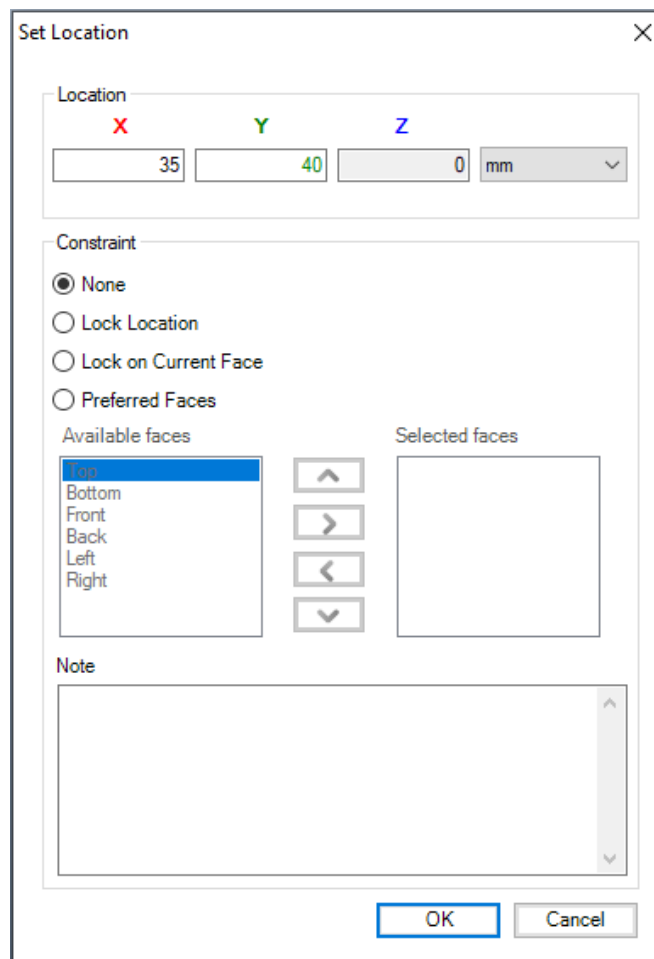 Set Location
Location
X Y Z
35 40 0 mm
Constraint
None
Lock Location
Lock on Current Face
Preferred Faces
Available faces Selected faces
Top
Bottom
Front
Back
Left
Right
Note
OK Cancel